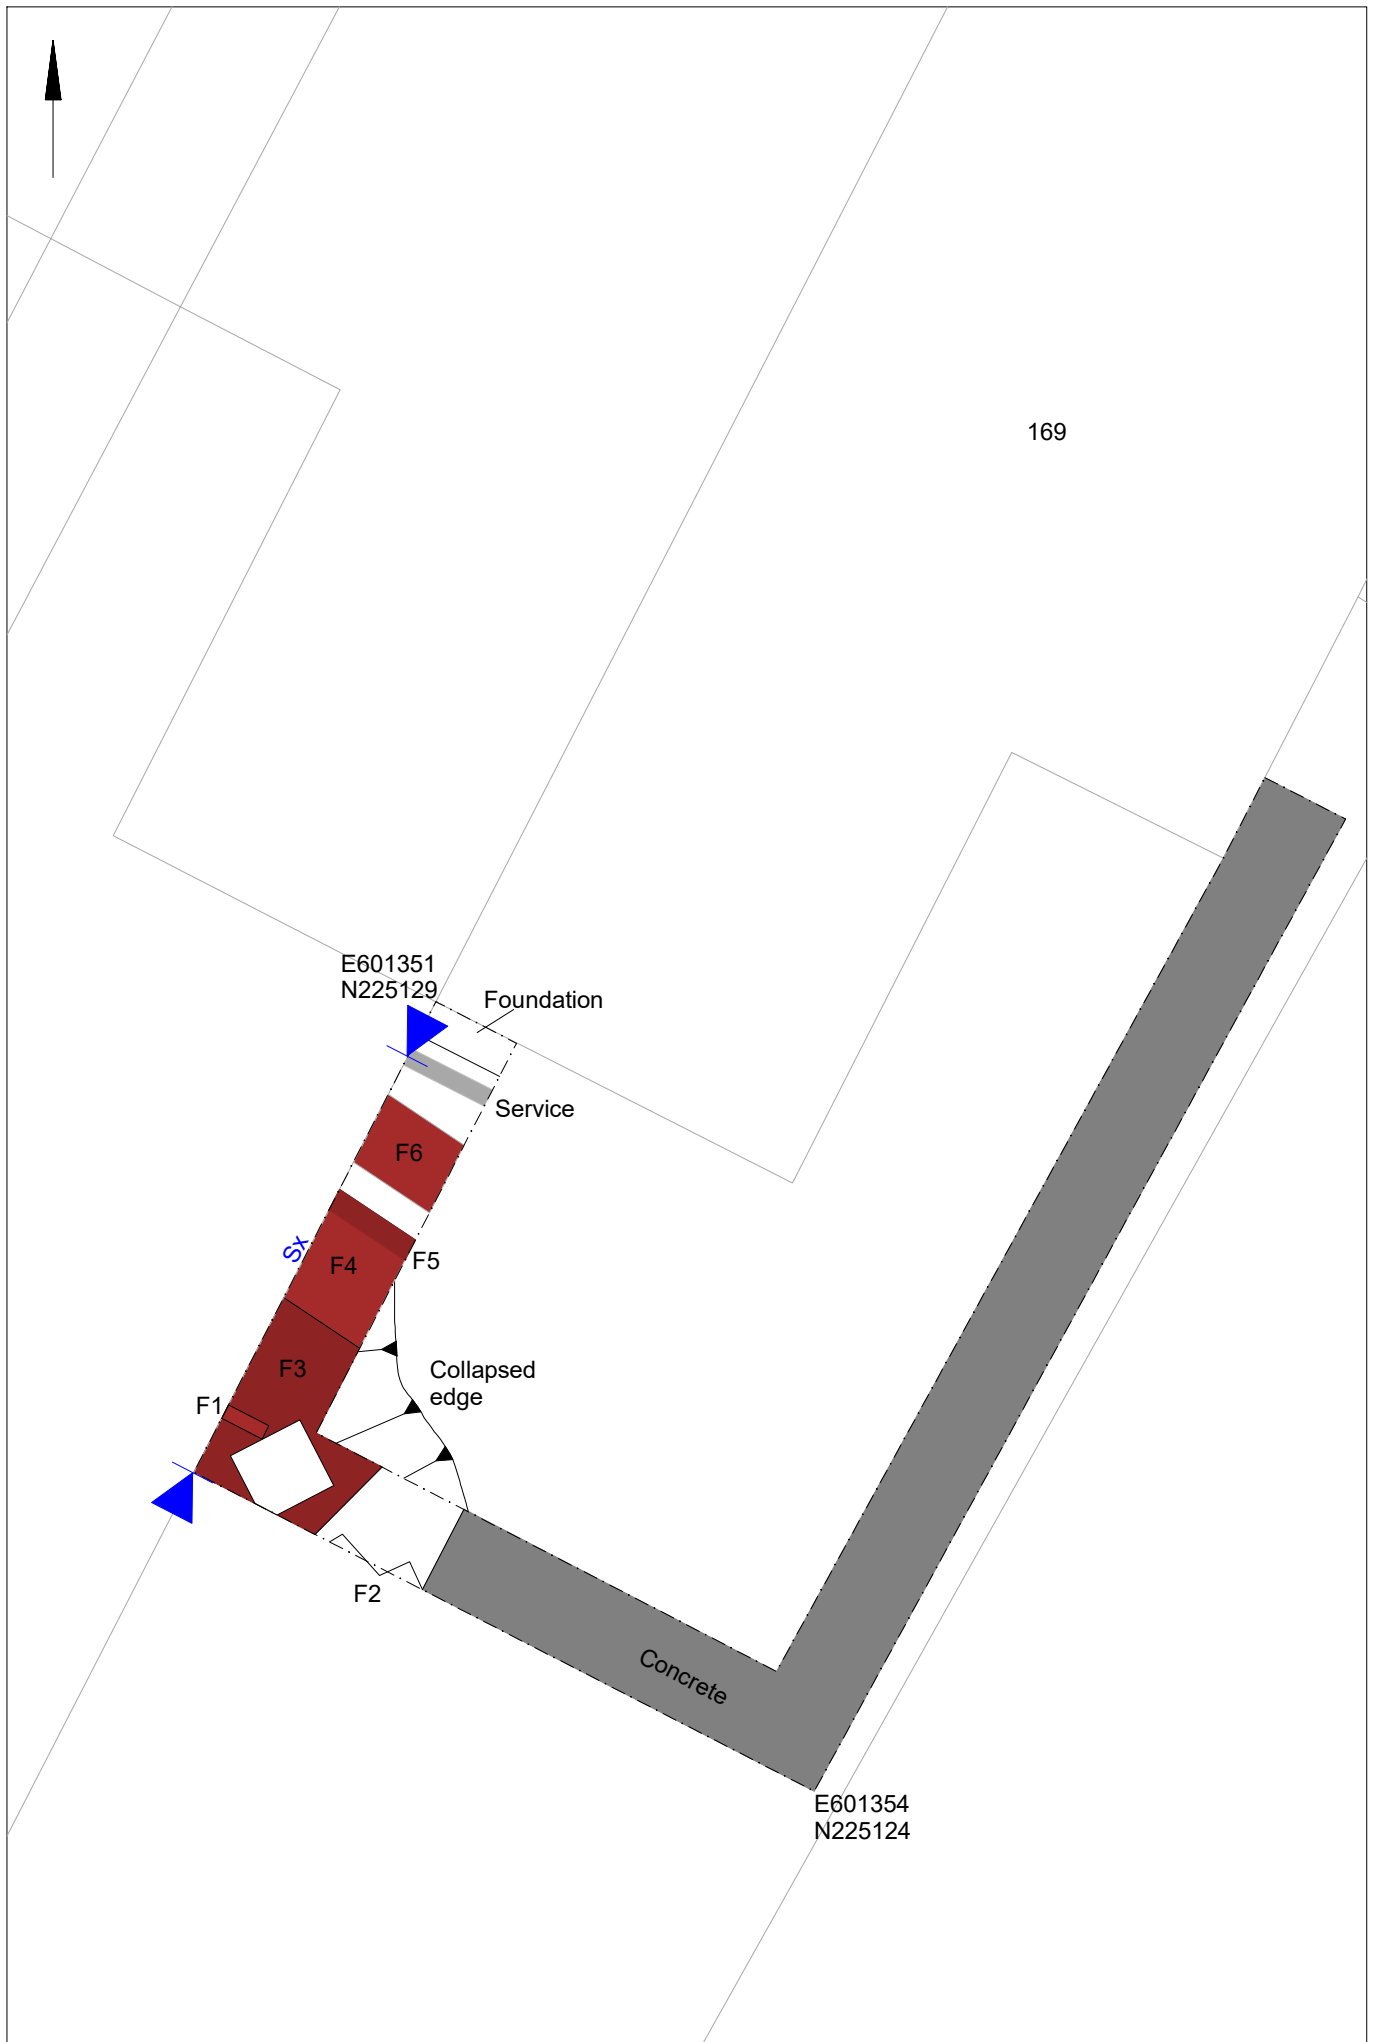 169
E601351
N225129
Foundation
Service
F6
Sx
F4
F5
F3
Collapsed
edge
F1
F2
Concrete
E601354
N225124